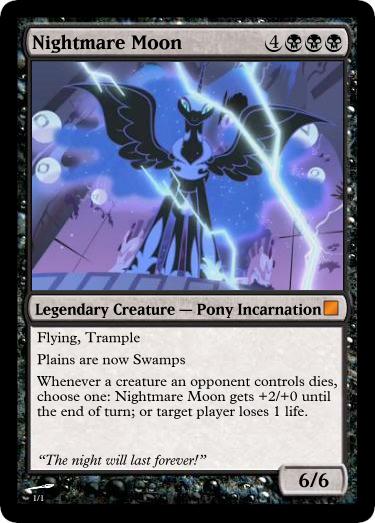 Nightmare Moon 4
Legendary Creature — Pony Incarnation
Flying, Trample
Plains are now Swamps
Whenever a creature an opponent controls dies,
choose one: Nightmare Moon gets +2/+0 until
the end of turn; or target player loses 1 life.
“The night will last forever!”
6/6
1/1